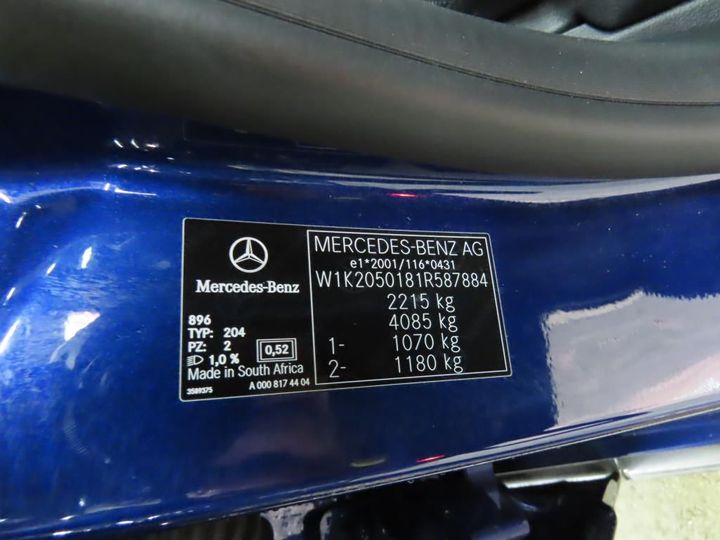 Mercedes-Benz
896
TYP: 204
PZ: 2
1,0 %
0,52
Made in South Africa
3589375
A 000 817 44 04
MERCEDES-BENZ AG
e1*2001/116*0431
W1K2050181R587884
2215 kg
4085 kg
1- 1070 kg
2- 1180 kg